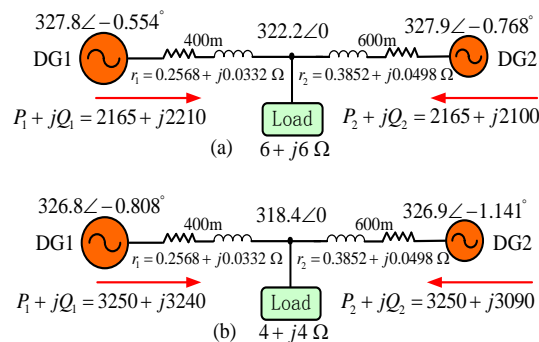 327.8∠−0.554°
400m
322.2∠0
600m
327.9∠−0.768°
DG1
DG2
r₁ = 0.2568 + j0.0332 Ω
r₂ = 0.3852 + j0.0498 Ω
P₁ + jQ₁ = 2165 + j2210
Load
P₂ + jQ₂ = 2165 + j2100
(a)
6 + j6 Ω
326.8∠−0.808°
400m
318.4∠0
600m
326.9∠−1.141°
DG1
DG2
r₁ = 0.2568 + j0.0332 Ω
r₂ = 0.3852 + j0.0498 Ω
P₁ + jQ₁ = 3250 + j3240
Load
P₂ + jQ₂ = 3250 + j3090
(b)
4 + j4 Ω